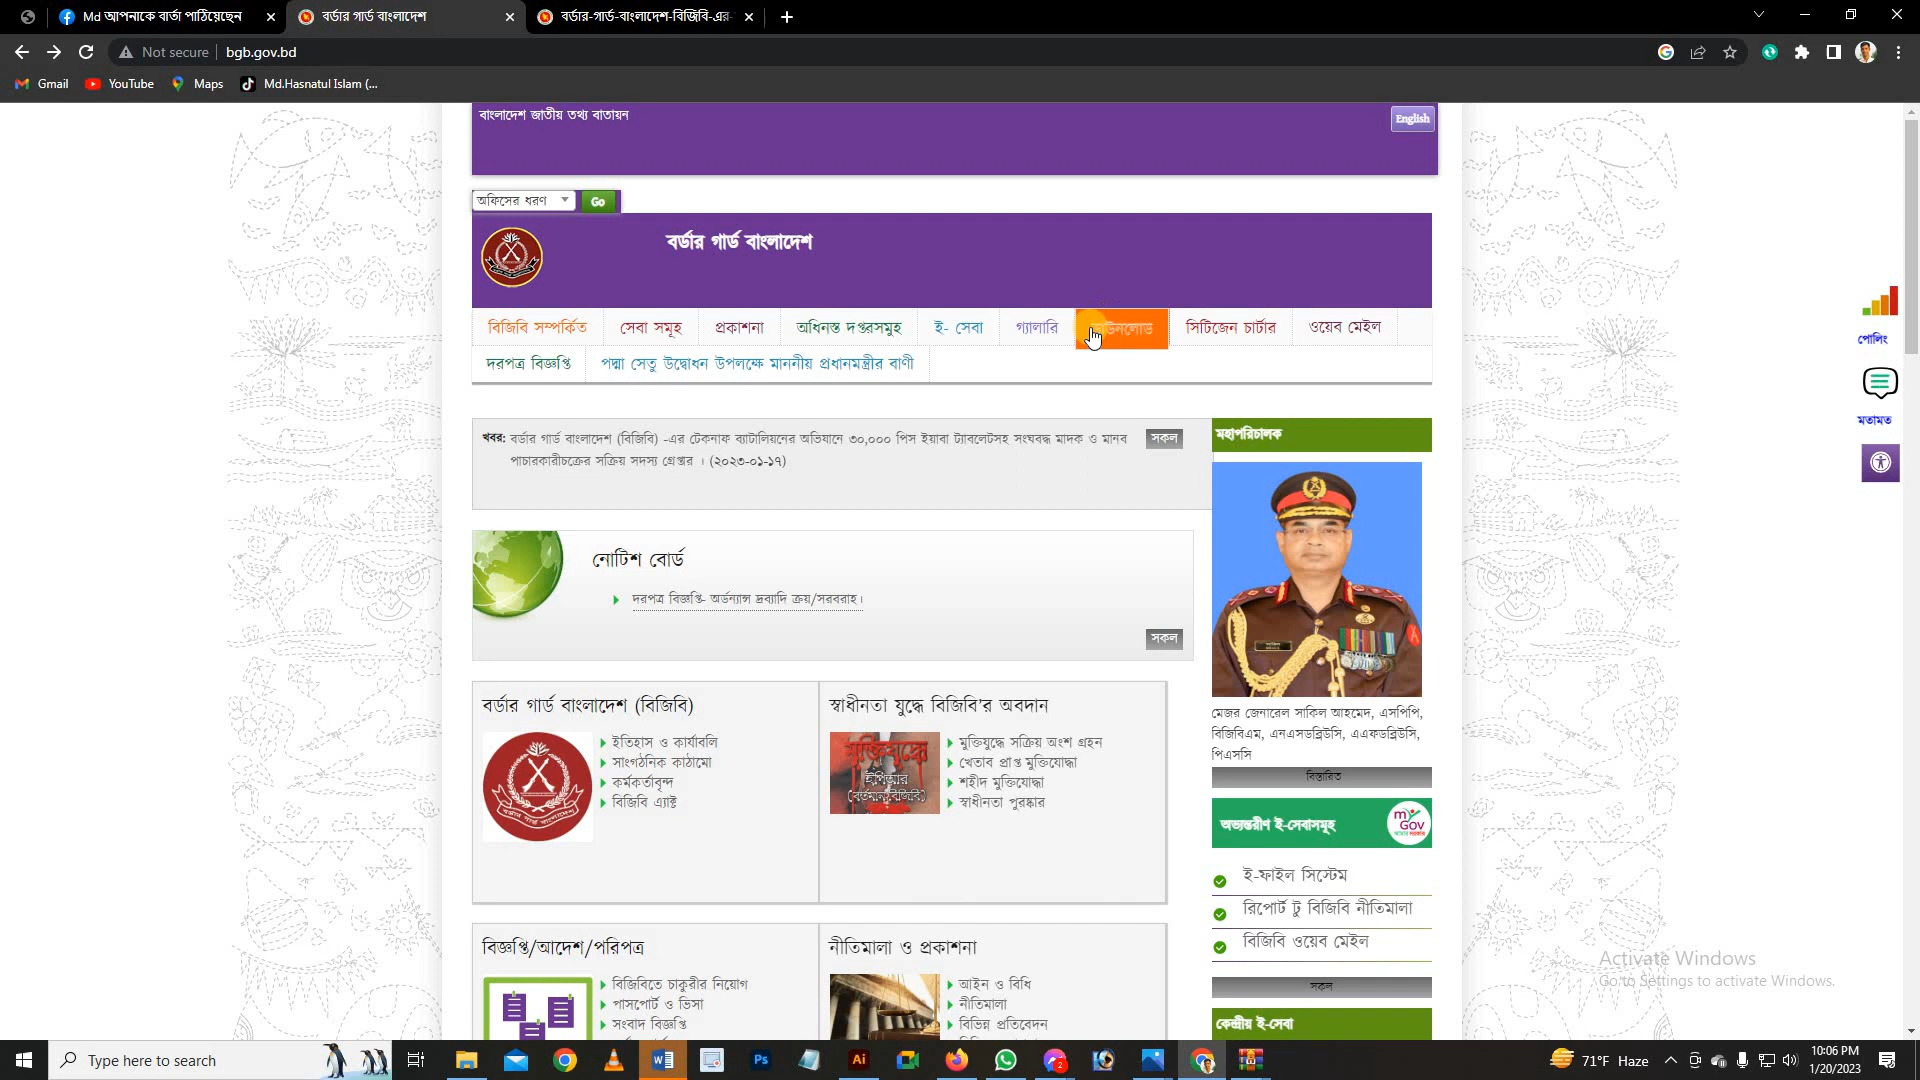 Md আপনাকে বার্তা পাঠিয়েছেন
বর্ডার গার্ড বাংলাদেশ
বর্ডার-গার্ড-বাংলাদেশ-বিজিবি-এর-
Not secure
bgb.gov.bd
Gmail
YouTube
Maps
Md.Hasnatul Islam (...
বাংলাদেশ জাতীয় তথ্য বাতায়ন
English
অফিসের ধরণ
Go
বর্ডার গার্ড বাংলাদেশ
বিজিবি সম্পর্কিত
সেবা সমূহ
প্রকাশনা
অধিনস্ত দপ্তরসমুহ
ই- সেবা
গ্যালারি
সিটিজেন চার্টার
ওয়েব মেইল
দরপত্র বিজ্ঞপ্তি
পদ্মা সেতু উদ্বোধন উপলক্ষে মাননীয় প্রধানমন্ত্রীর বাণী
পোলিং
মতামত
খবর: বর্ডার গার্ড বাংলাদেশ (বিজিবি) -এর টেকনাফ ব্যাটালিয়নের অভিযানে ৩০,০০০ পিস ইয়াবা ট্যাবলেটসহ সংঘবদ্ধ মাদক ও মানব
পাচারকারীচক্রের সক্রিয় সদস্য গ্রেপ্তার । (২০২৩-০১-১৭)
সকল
নোটিশ বোর্ড
দরপত্র বিজ্ঞপ্তি- অর্ডন্যান্স দ্রব্যাদি ক্রয়/সরবরাহ।
সকল
মহাপরিচালক
মেজর জেনারেল সাকিল আহমেদ, এসপিপি,
বিজিবিএম, এনএসডব্লিউসি, এএফডব্লিউসি,
পিএসসি
বিস্তারিত
বর্ডার গার্ড বাংলাদেশ (বিজিবি)
ইতিহাস ও কার্যাবলি
সাংগঠনিক কাঠামো
কর্মকর্তাবৃন্দ
বিজিবি এ্যাক্ট
স্বাধীনতা যুদ্ধে বিজিবি’র অবদান
মুক্তিযুদ্ধে
ইপিআর
(বর্তমান বিজিবি)
মুক্তিযুদ্ধে সক্রিয় অংশ গ্রহন
খেতাব প্রাপ্ত মুক্তিযোদ্ধা
শহীদ মুক্তিযোদ্ধা
স্বাধীনতা পুরষ্কার
অভ্যন্তরীণ ই-সেবাসমূহ
my
Gov
ই-ফাইল সিস্টেম
রিপোর্ট টু বিজিবি নীতিমালা
বিজিবি ওয়েব মেইল
সকল
কেন্দ্রীয় ই-সেবা
বিজ্ঞপ্তি/আদেশ/পরিপত্র
বিজিবিতে চাকুরীর নিয়োগ
পাসপোর্ট ও ভিসা
সংবাদ বিজ্ঞপ্তি
নীতিমালা ও প্রকাশনা
আইন ও বিধি
নীতিমালা
বিভিন্ন প্রতিবেদন
Activate Windows
Go to Settings to activate Windows.
Type here to search
71°F Haze
10:06 PM
1/20/2023